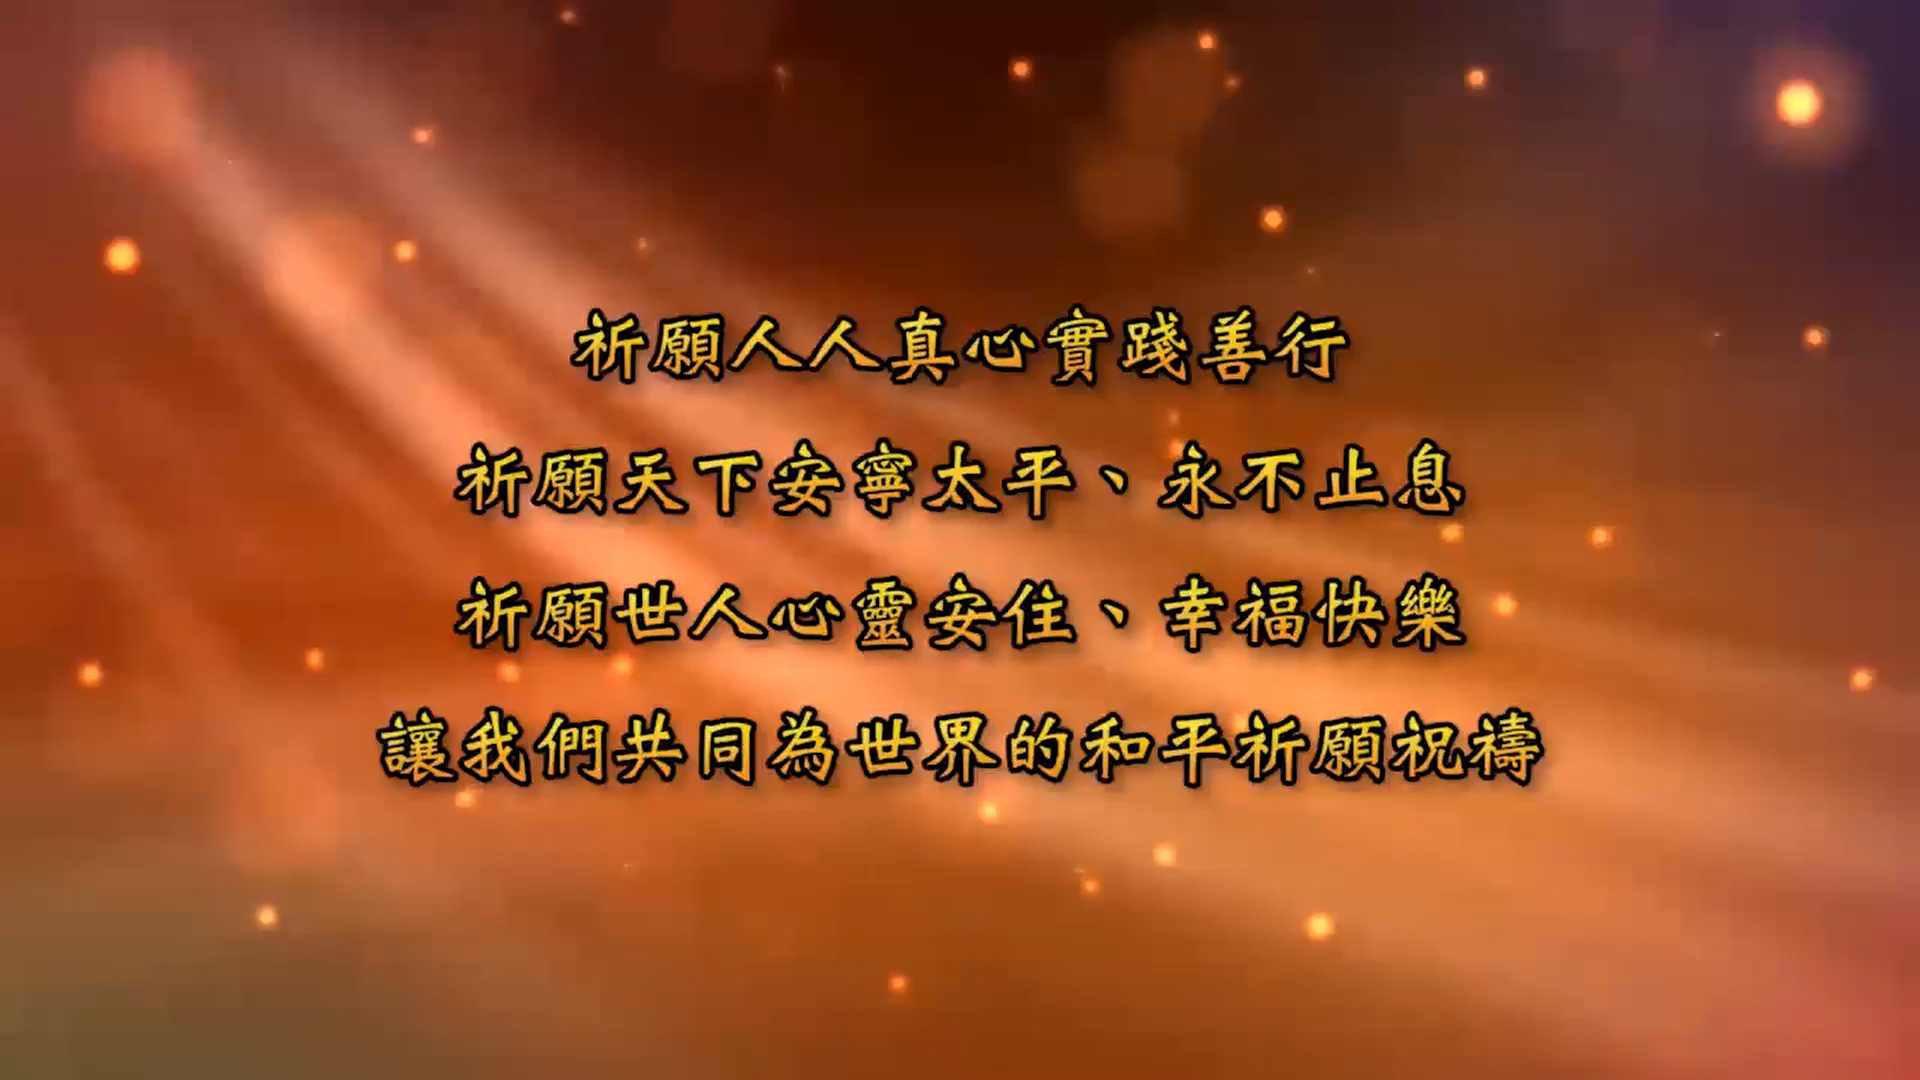 祈願人人真心實踐善行
祈願天下安寧太平、永不止息
祈願世人心靈安住、幸福快樂
讓我們共同為世界的和平祈願祝禱